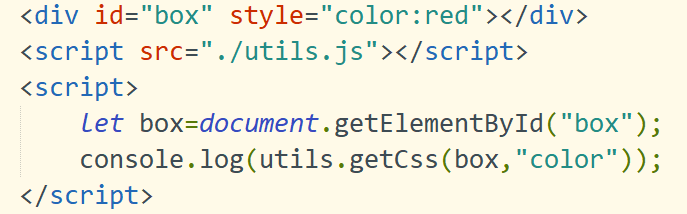 <div id="box" style="color:red"></div>
<script src="./utils.js"></script>
<script>
    let box=document.getElementById("box");
    console.log(utils.getCss(box,"color"));
</script>